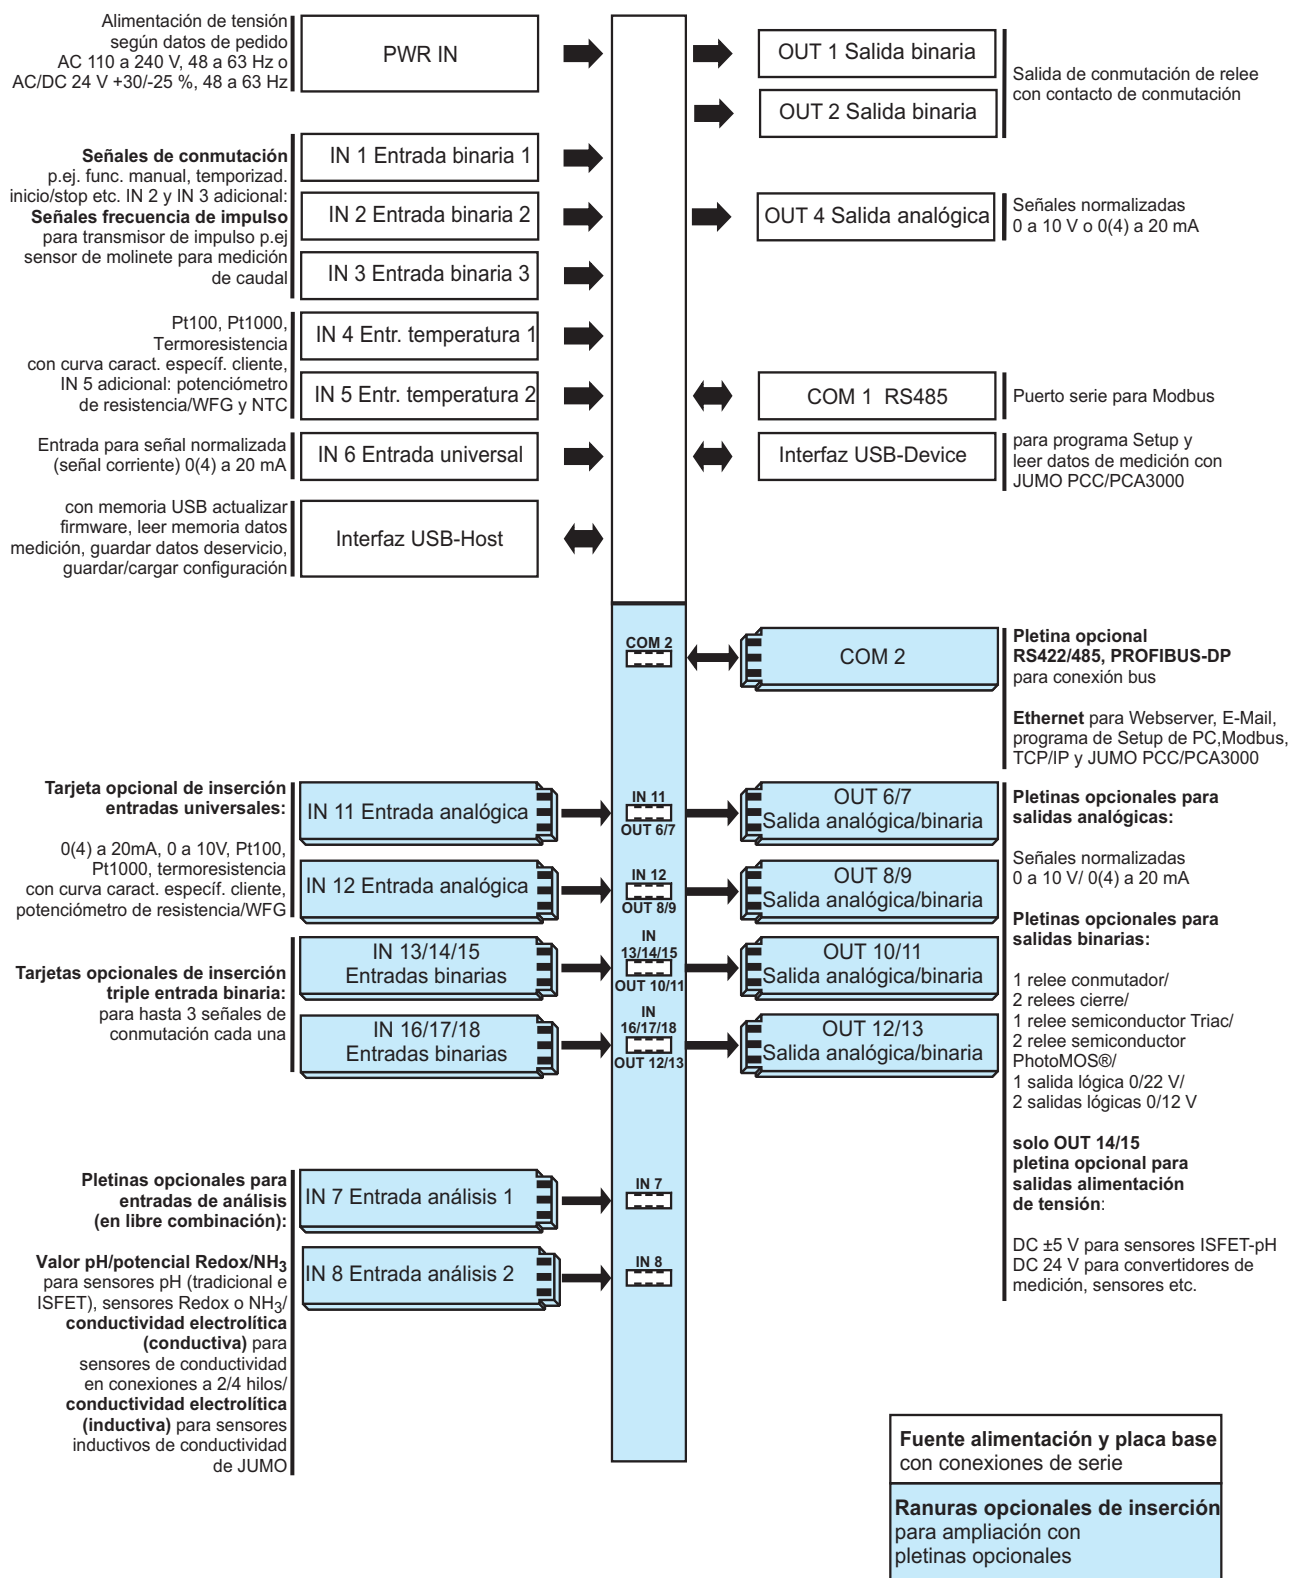 Alimentación de tensión
según datos de pedido
AC 110 a 240 V, 48 a 63 Hz o
AC/DC 24 V +30/-25 %, 48 a 63 Hz
PWR IN
OUT 1 Salida binaria
OUT 2 Salida binaria
Salida de conmutación de relee
con contacto de conmutación
Señales de conmutación
p.ej. func. manual, temporizad.
inicio/stop etc. IN 2 y IN 3 adicional:
Señales frecuencia de impulso
para transmisor de impulso p.ej
sensor de molinete para medición
de caudal
IN 1 Entrada binaria 1
IN 2 Entrada binaria 2
IN 3 Entrada binaria 3
OUT 4 Salida analógica
Señales normalizadas
0 a 10 V o 0(4) a 20 mA
Pt100, Pt1000,
Termoresistencia
con curva caract. específ. cliente,
IN 5 adicional: potenciómetro
de resistencia/WFG y NTC
IN 4 Entr. temperatura 1
IN 5 Entr. temperatura 2
COM 1 RS485
Puerto serie para Modbus
Entrada para señal normalizada
(señal corriente) 0(4) a 20 mA
IN 6 Entrada universal
Interfaz USB-Device
para programa Setup y
leer datos de medición con
JUMO PCC/PCA3000
con memoria USB actualizar
firmware, leer memoria datos
medición, guardar datos deservicio,
guardar/cargar configuración
Interfaz USB-Host
COM 2
COM 2
Pletina opcional
RS422/485, PROFIBUS-DP
para conexión bus
Ethernet para Webserver, E-Mail,
programa de Setup de PC,Modbus,
TCP/IP y JUMO PCC/PCA3000
Tarjeta opcional de inserción
entradas universales:
0(4) a 20mA, 0 a 10V, Pt100,
Pt1000, termoresistencia
con curva caract. específ. cliente,
potenciómetro de resistencia/WFG
IN 11 Entrada analógica
IN 12 Entrada analógica
IN 11
OUT 6/7
IN 12
OUT 8/9
OUT 6/7
Salida analógica/binaria
OUT 8/9
Salida analógica/binaria
Tarjetas opcionales de inserción
triple entrada binaria:
para hasta 3 señales de
conmutación cada una
IN 13/14/15
Entradas binarias
IN 16/17/18
Entradas binarias
IN
13/14/15
OUT 10/11
IN
16/17/18
OUT 12/13
OUT 10/11
Salida analógica/binaria
OUT 12/13
Salida analógica/binaria
Pletinas opcionales para
salidas analógicas:
Señales normalizadas
0 a 10 V/ 0(4) a 20 mA
Pletinas opcionales para
salidas binarias:
1 relee conmutador/
2 relees cierre/
1 relee semiconductor Triac/
2 relee semiconductor
PhotoMOS®/
1 salida lógica 0/22 V/
2 salidas lógicas 0/12 V
solo OUT 14/15
pletina opcional para
salidas alimentación
de tensión:
DC ±5 V para sensores ISFET-pH
DC 24 V para convertidores de
medición, sensores etc.
Pletinas opcionales para
entradas de análisis
(en libre combinación):
Valor pH/potencial Redox/NH3
para sensores pH (tradicional e
ISFET), sensores Redox o NH3/
conductividad electrolítica
(conductiva) para
sensores de conductividad
en conexiones a 2/4 hilos/
conductividad electrolítica
(inductiva) para sensores
inductivos de conductividad
de JUMO
IN 7 Entrada análisis 1
IN 8 Entrada análisis 2
IN 7
IN 8
Fuente alimentación y placa base
con conexiones de serie
Ranuras opcionales de inserción
para ampliación con
pletinas opcionales